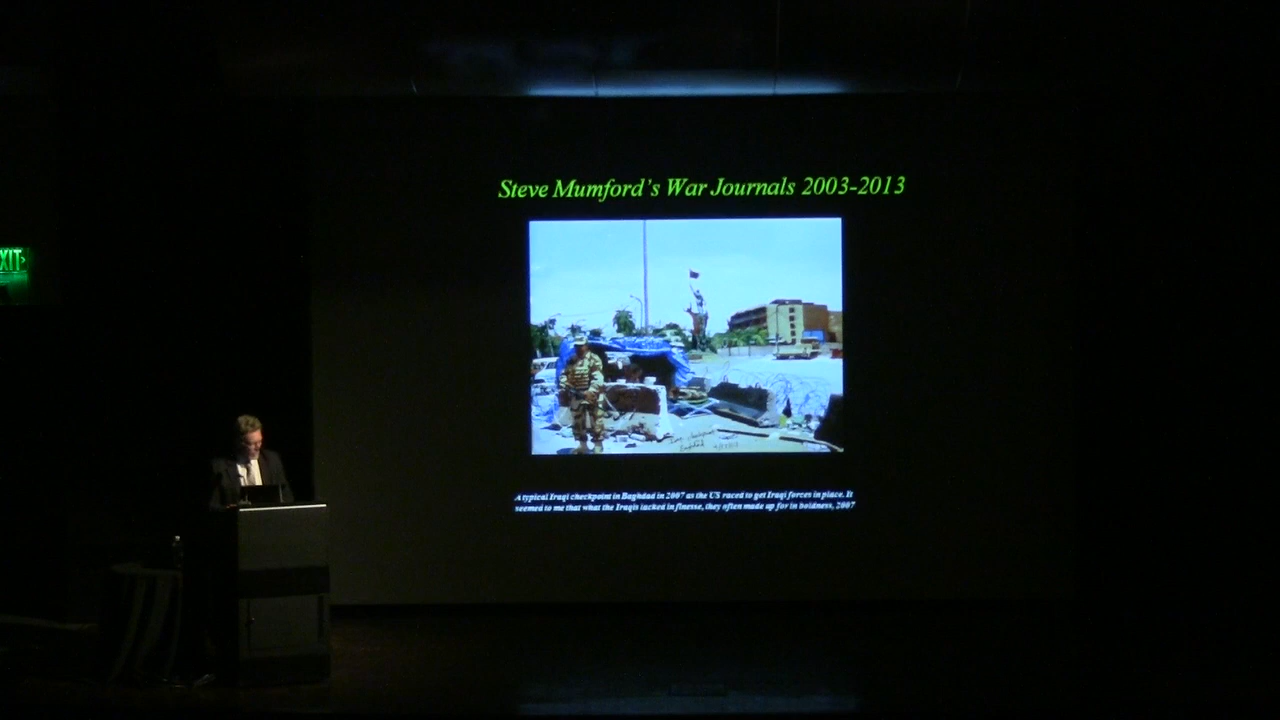 Steve Mumford's War Journals 2003-2013
XIT
A typical Iraqi checkpoint in Baghdad in 2007 as the US raced to get Iraqi forces in place. It
seemed to me that what the Iraqis lacked in finesse, they often made up for in boldness, 2007
Baghdad